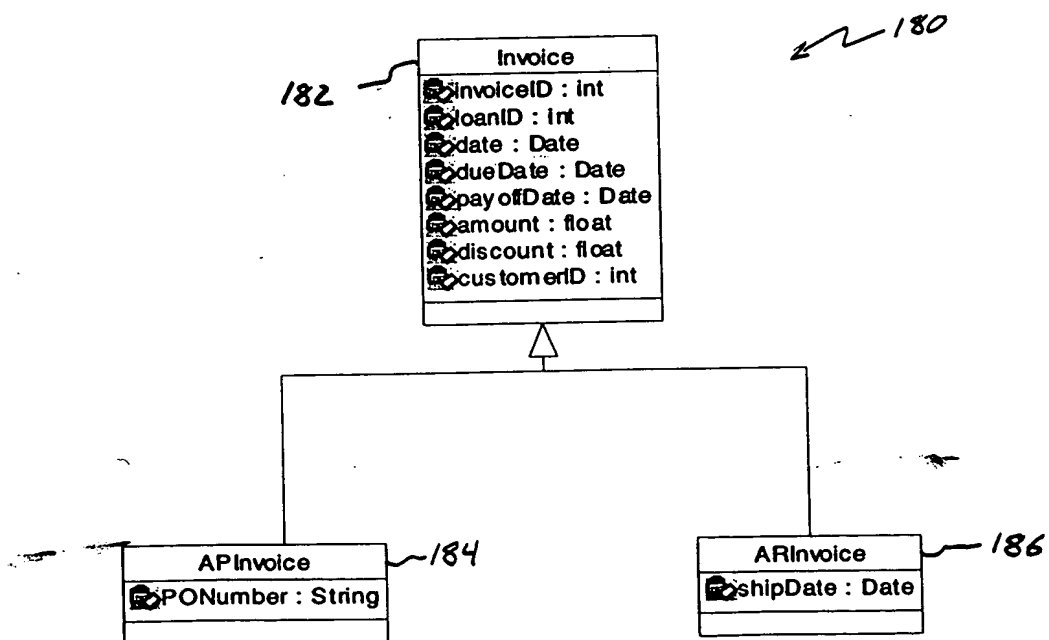 180
Invoice
182
invoiceID : int
loanID : int
date : Date
dueDate : Date
payoffDate : Date
amount : float
discount : float
customerID : int
APInvoice
184
PONumber : String
ARInvoice
186
shipDate : Date